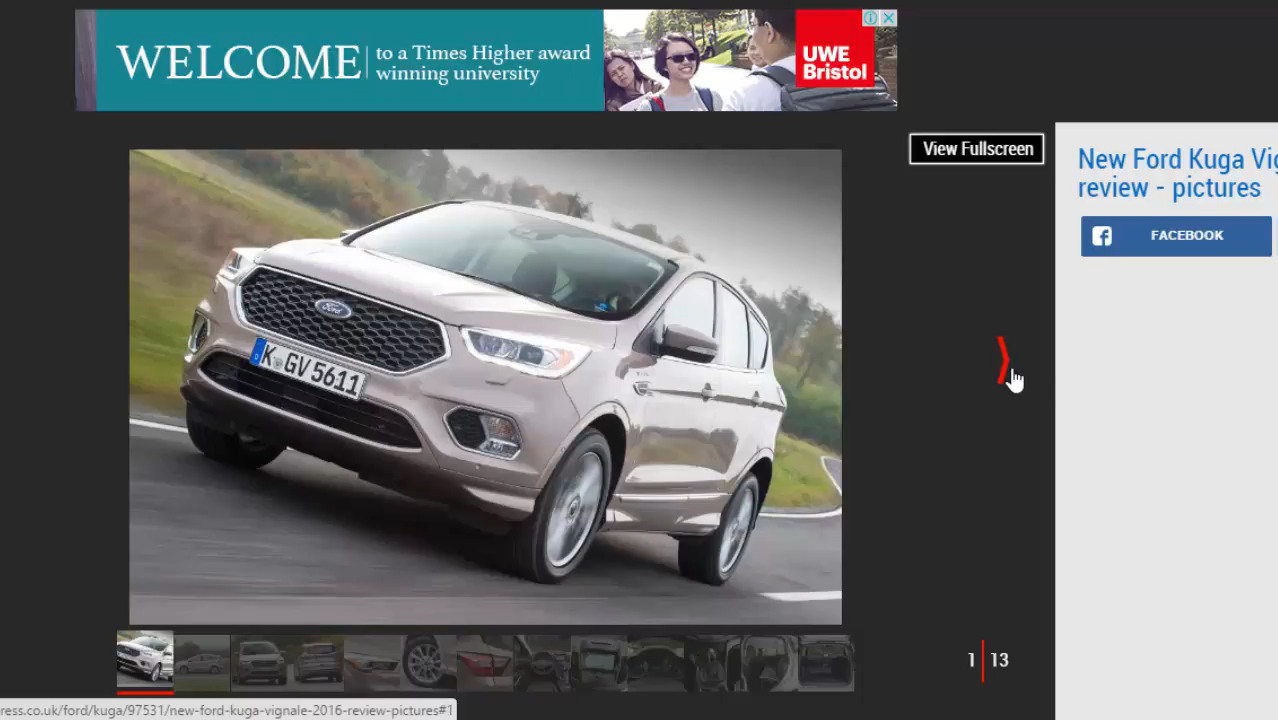 WELCOME
to a Times Higher award
winning university
UWE
Bristol
View Fullscreen
New Ford Kuga Vig
review - pictures
FACEBOOK
Ford
K GV 5611
1 13
ress.co.uk/ford/kuga/97531/new-ford-kuga-vignale-2016-review-pictures#1